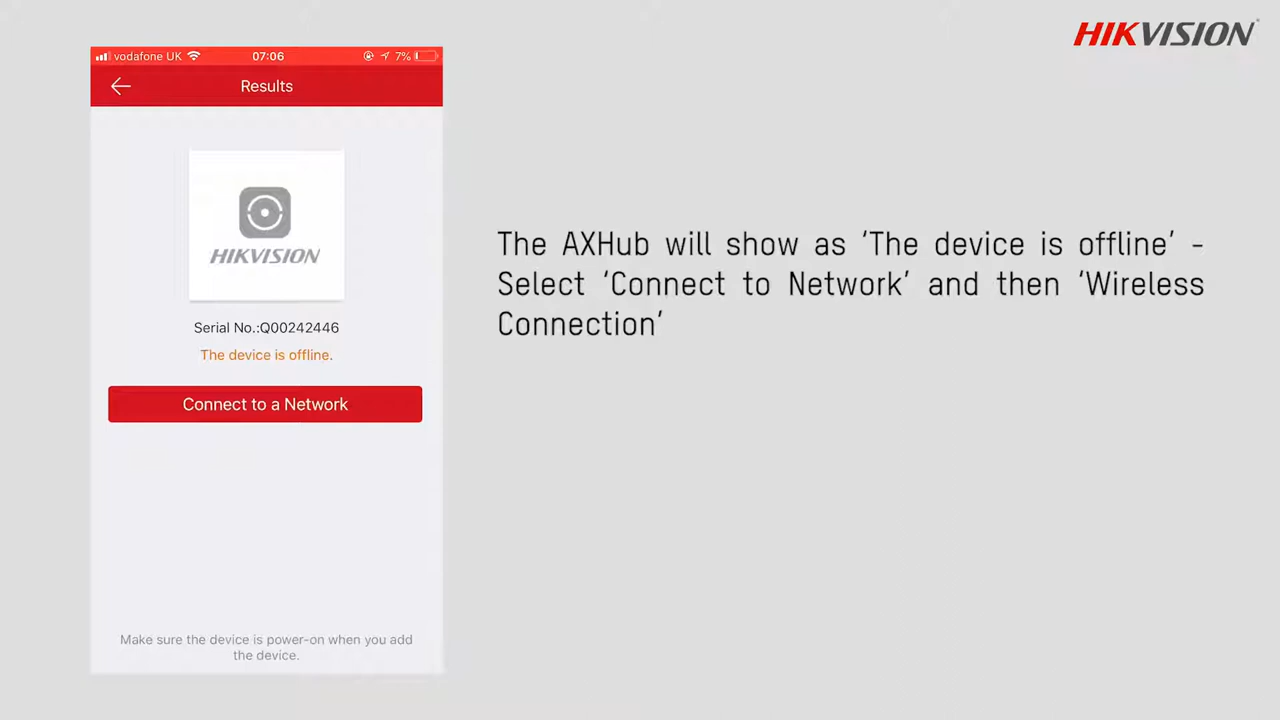 HIKVISION
vodafone UK 07:06 7%
Results
HIKVISION
Serial No.:Q00242446
The device is offline.
Connect to a Network
Make sure the device is power-on when you add
the device.
The AXHub will show as ‘The device is offline’ -
Select ‘Connect to Network’ and then ‘Wireless
Connection’